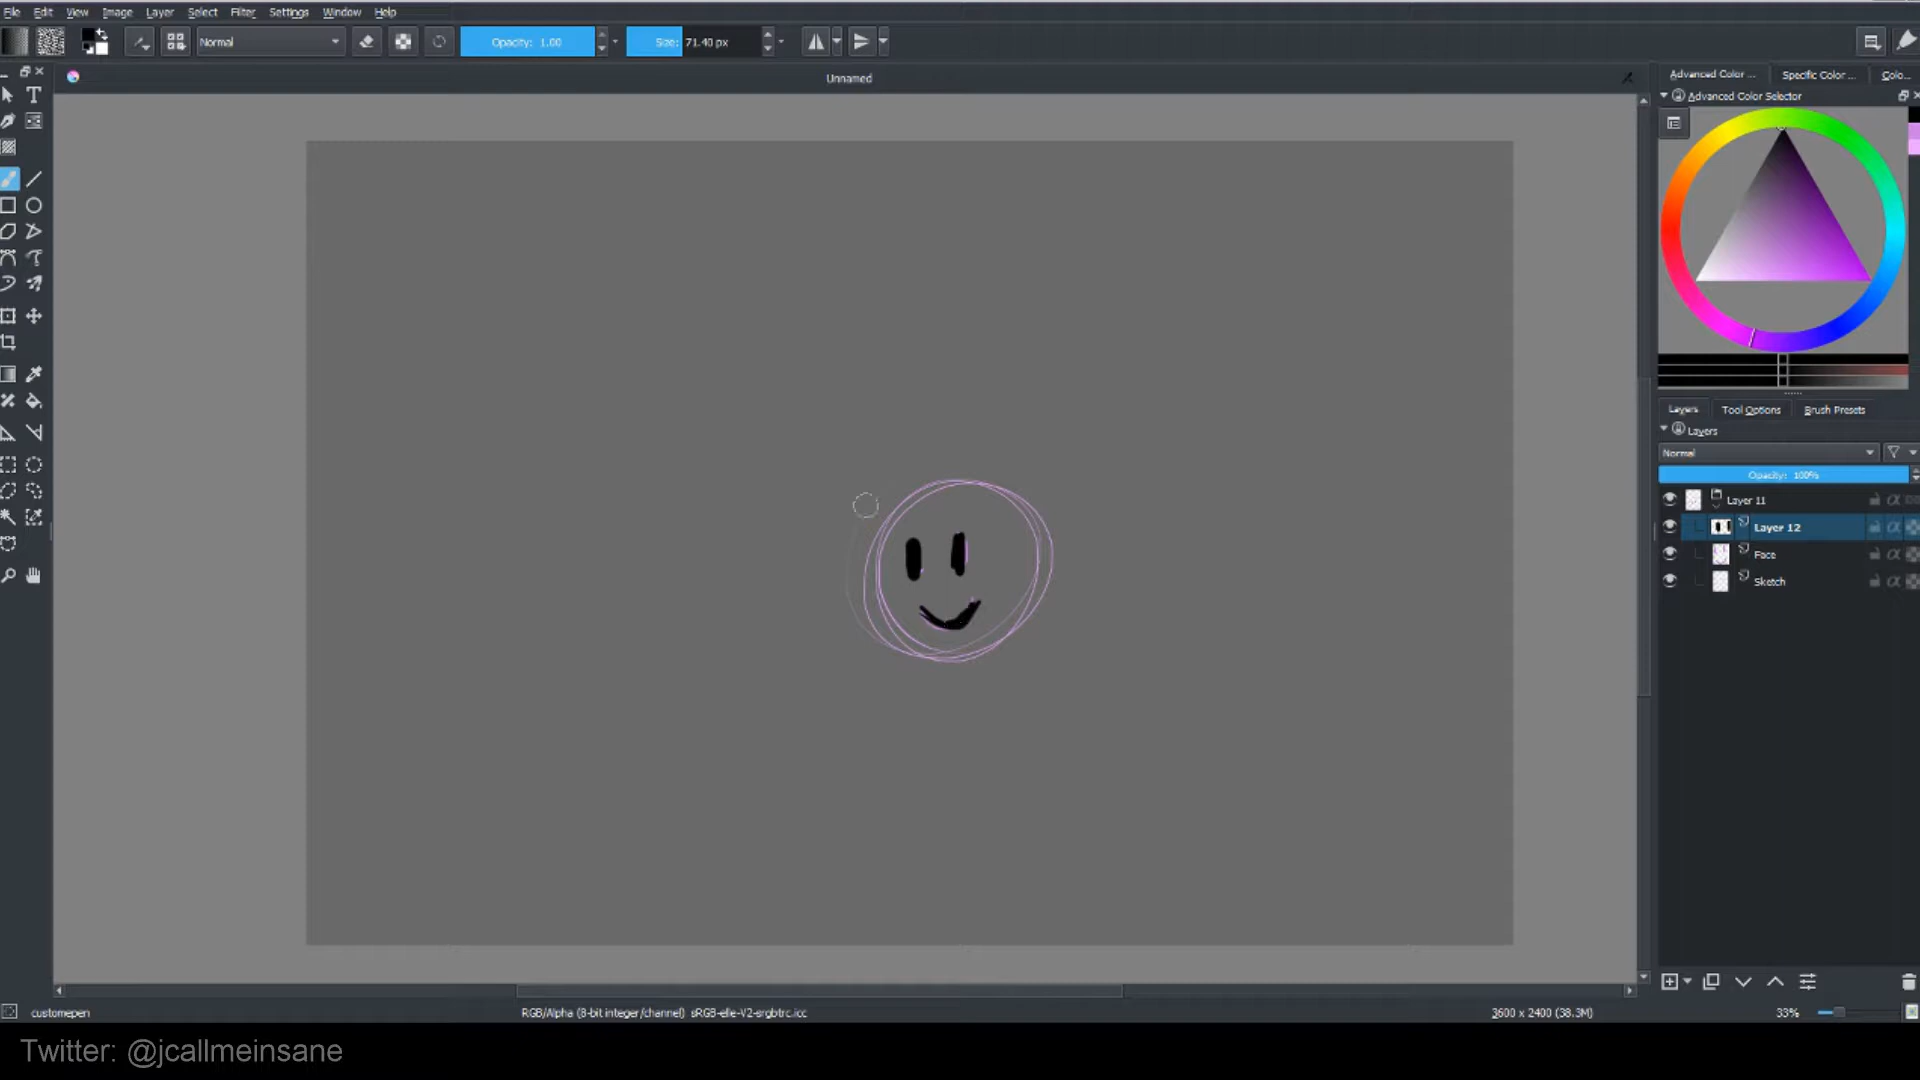 File Edit View Image Layer Select Filter Settings Window Help
Normal Opacity: 1.00 Size: 71.40 px
Unnamed
Advanced Color ... Specific Color ... Colo...
Advanced Color Selector
Layers Tool Options Brush Presets
Layers
Normal
Opacity: 100%
Layer 11
Layer 12
Face
Sketch
customepen RGB/Alpha (8-bit integer/channel) sRGB-elle-V2-srgbtrc.icc 3600 x 2400 (38.3M) 33%
Twitter: @jcallmeinsane